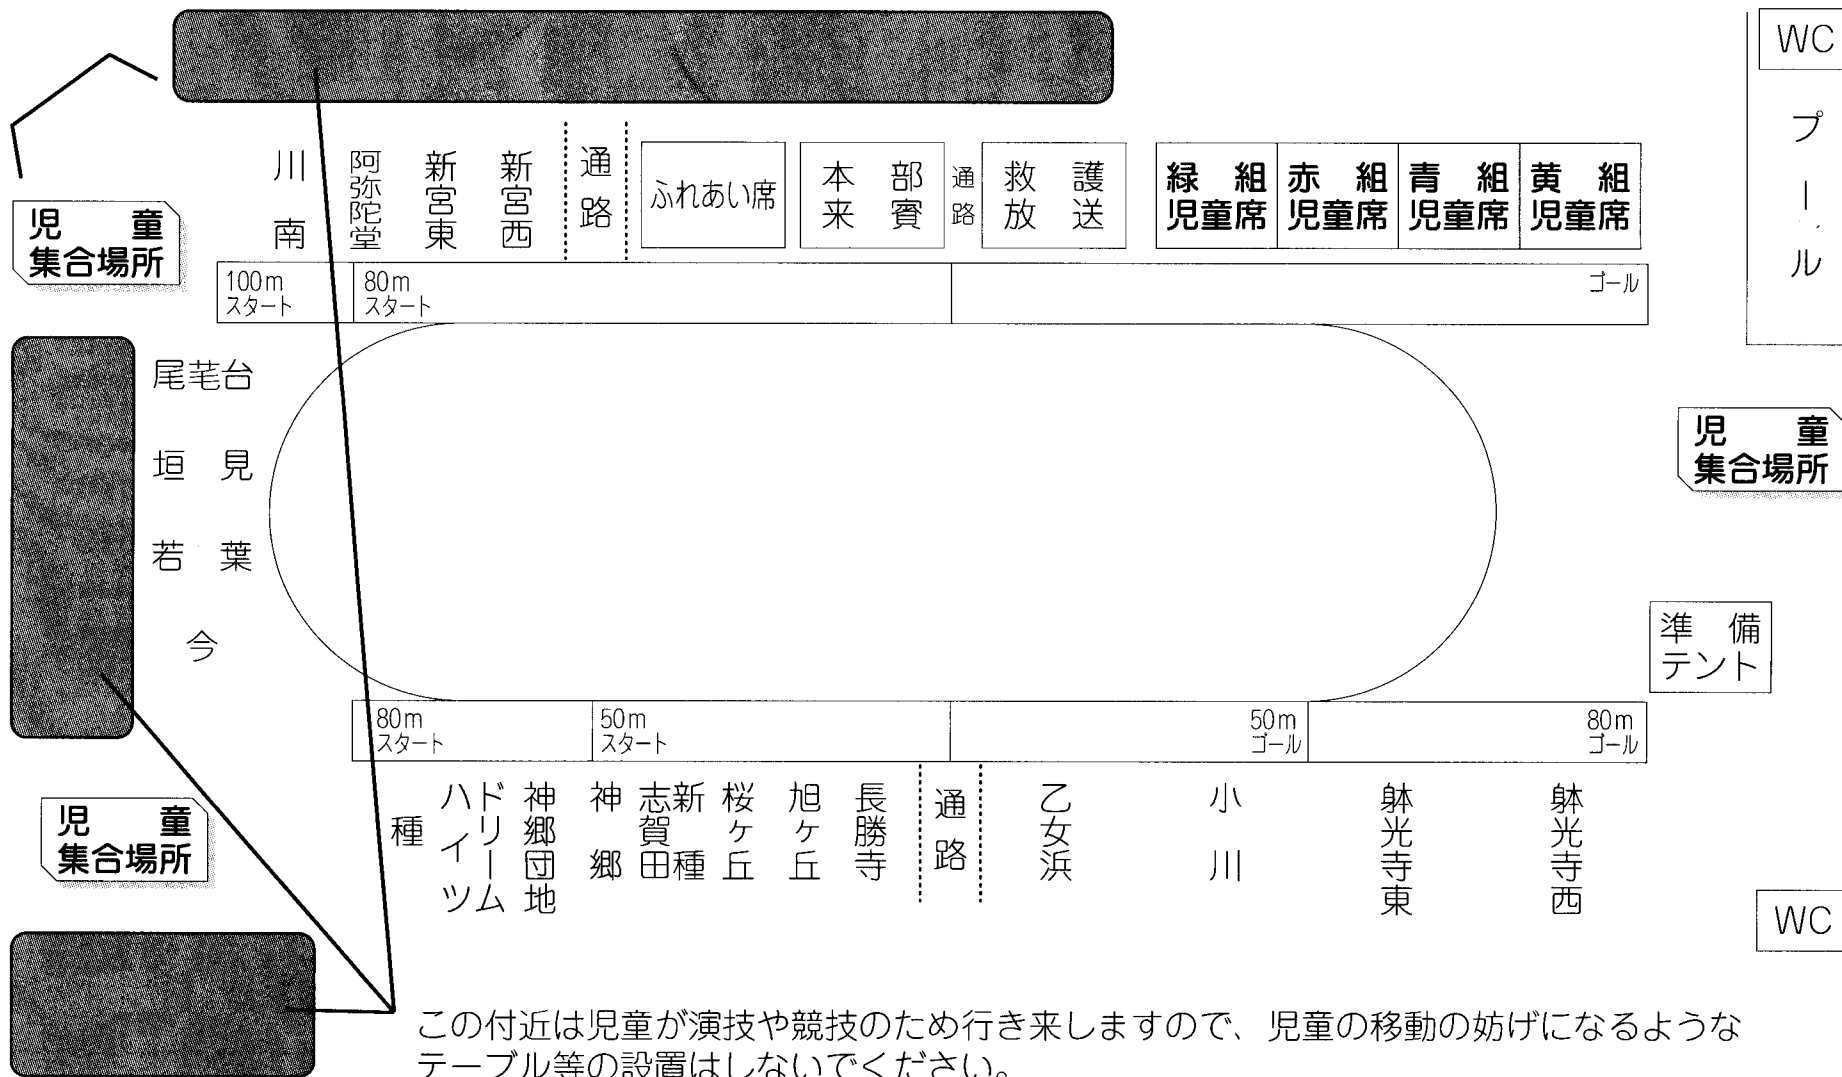 WC
プール
川南
阿弥陀堂
新宮東
新宮西
通路
ふれあい席
本部
来賓
通路
救護
放送
緑組
児童席
赤組
児童席
青組
児童席
黄組
児童席
児童
集合場所
100m
スタート
80m
スタート
ゴール
尾芼台
垣見
若葉
今
児童
集合場所
準備
テント
80m
スタート
50m
スタート
50m
ゴール
80m
ゴール
児童
集合場所
種
ドリーム
ハイツ
神郷団地
神郷
新種
志賀田
桜ヶ丘
旭ヶ丘
長勝寺
通路
乙女浜
小川
躰光寺東
躰光寺西
WC
この付近は児童が演技や競技のため行き来しますので、児童の移動の妨げになるような
テーブル等の設置はしないでください。